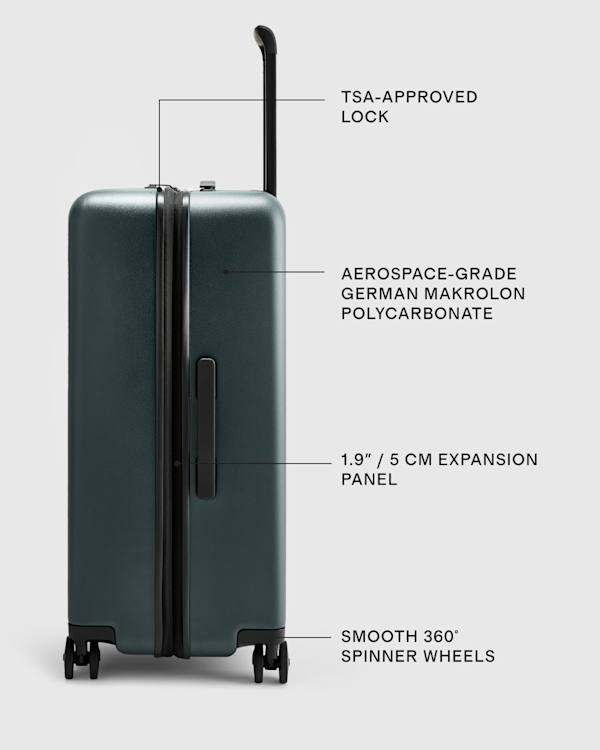 TSA-APPROVED
LOCK
AEROSPACE-GRADE
GERMAN MAKROLON
POLYCARBONATE
1.9" / 5 CM EXPANSION
PANEL
SMOOTH 360°
SPINNER WHEELS